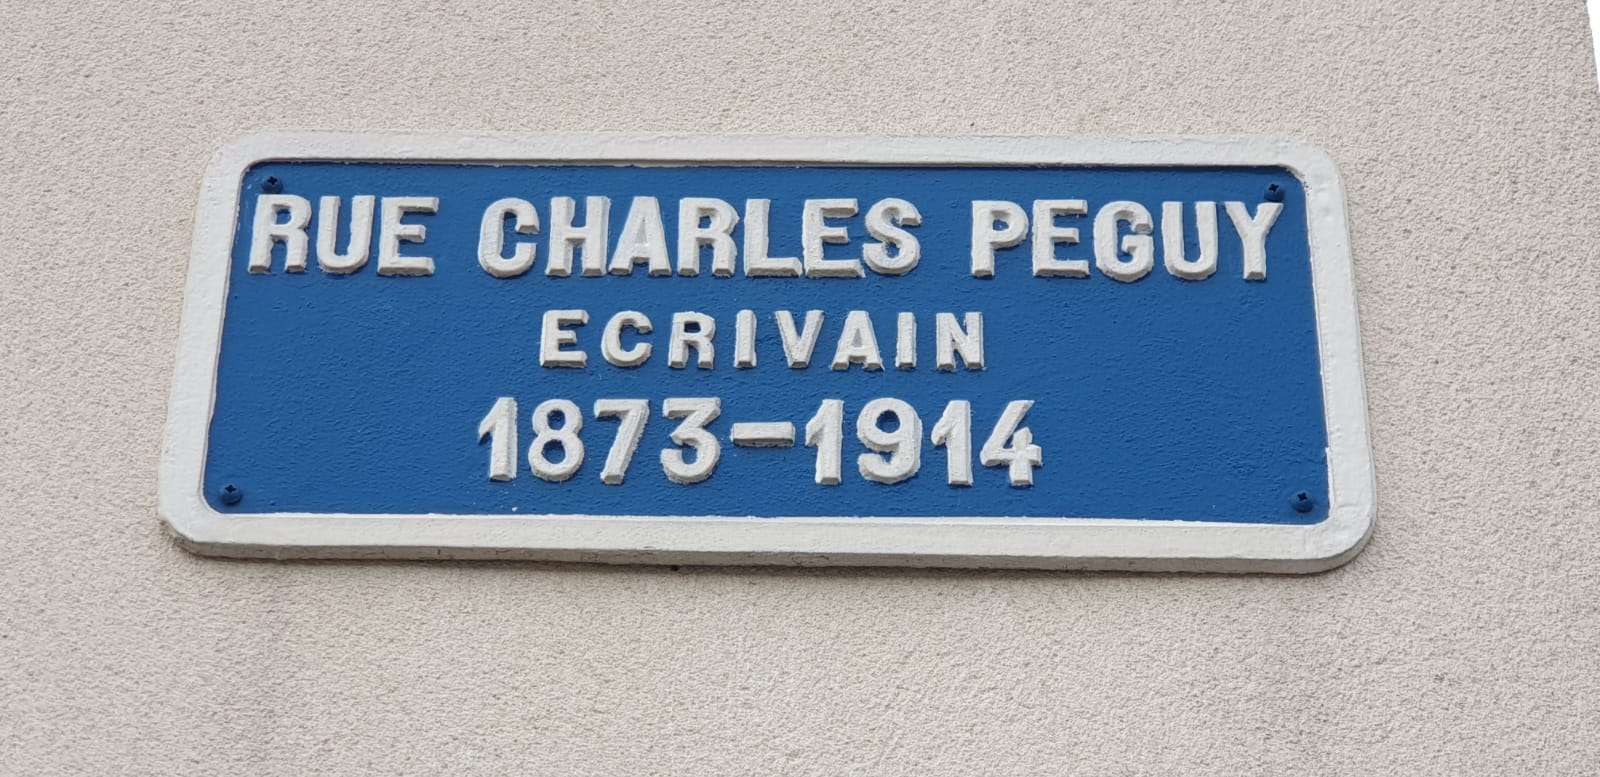 RUE CHARLES PEGUY
ECRIVAIN
1873-1914